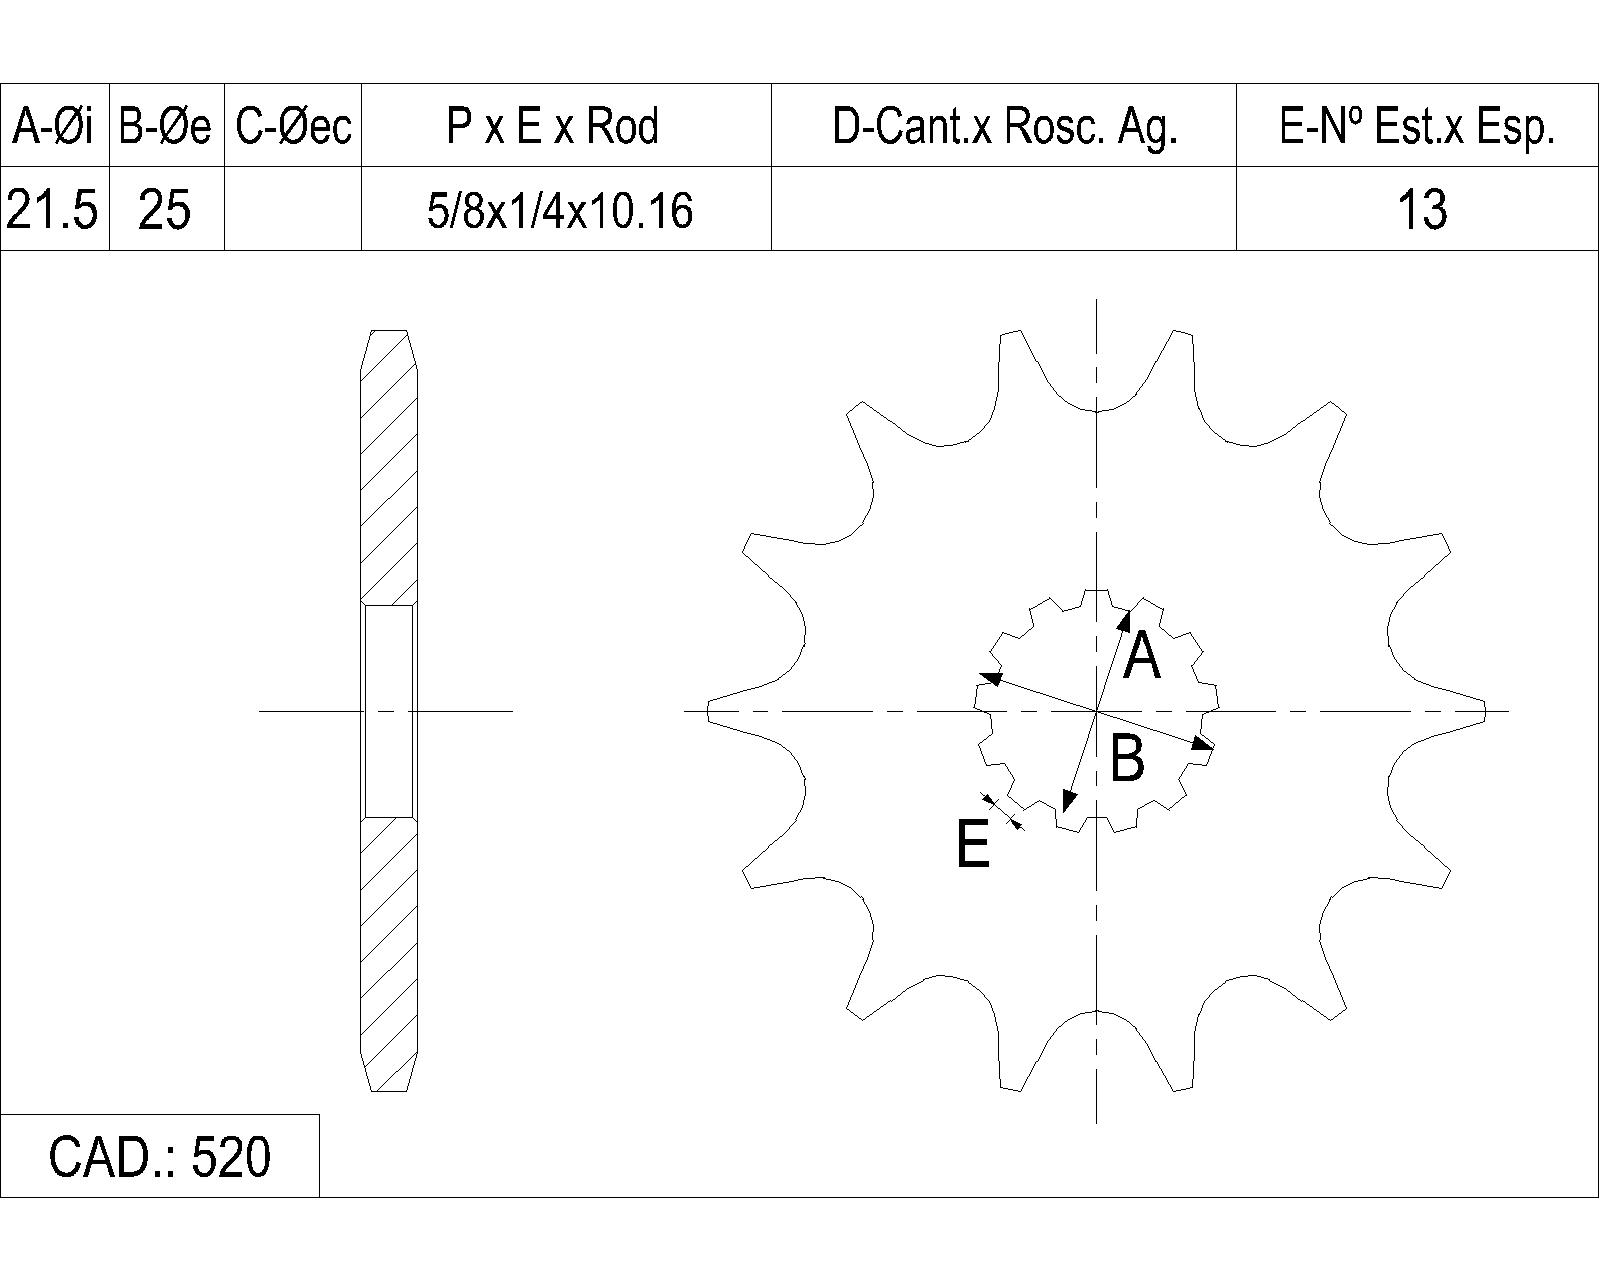 A-Øi B-Øe C-Øec P x E x Rod D-Cant.x Rosc. Ag. E-Nº Est.x Esp.
21.5 25 5/8x1/4x10.16 13
A
B
E
CAD.: 520